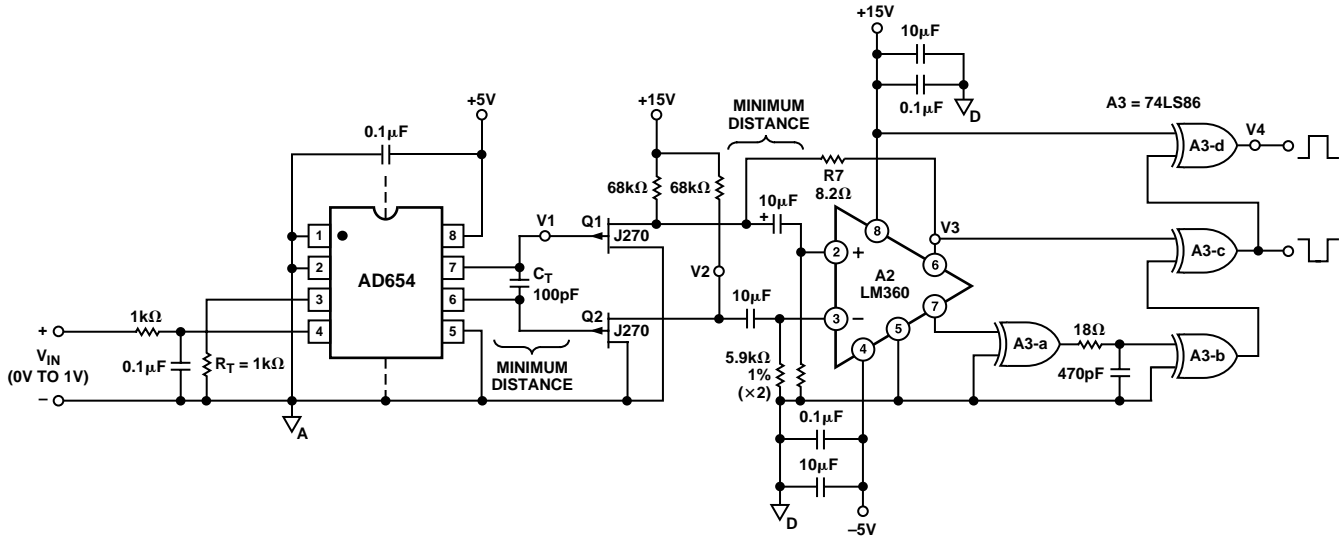 +15V
10µF
0.1µF
D
A3 = 74LS86
+5V
0.1µF
+15V
MINIMUM
DISTANCE
68kΩ
68kΩ
R7
8.2Ω
10µF
+
A3-d
V4
1
2
3
4
8
7
6
5
AD654
V1
Q1
J270
CT
100pF
V2
Q2
J270
MINIMUM
DISTANCE
10µF
2
+
3
−
8
A2
LM360
6
7
5
4
V3
A3-c
1kΩ
+
VIN
(0V TO 1V)
−
0.1µF
RT = 1kΩ
A
5.9kΩ
1%
(×2)
A3-a
18Ω
470pF
A3-b
0.1µF
10µF
D
−5V